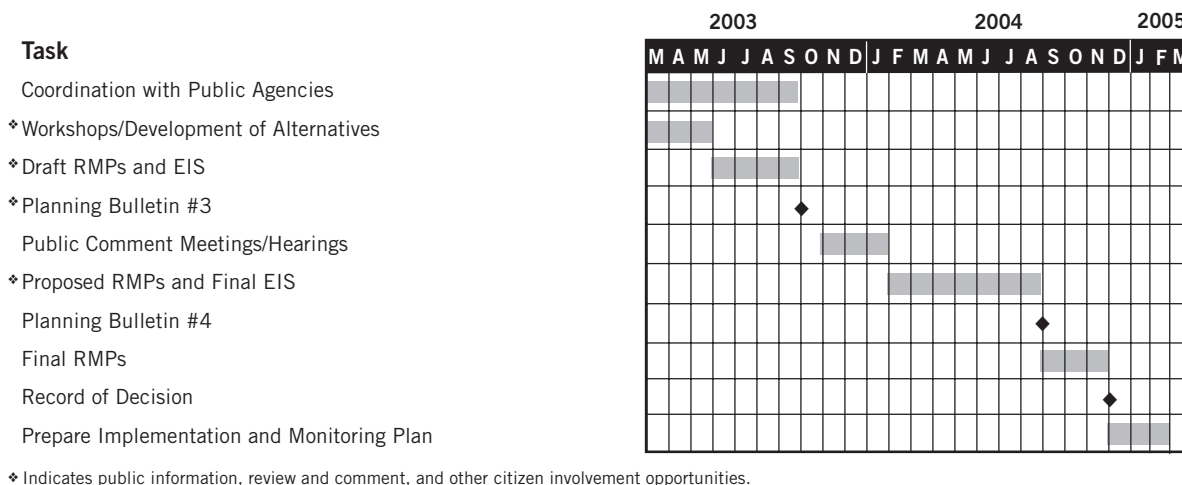 2003 2004 2005
Task
M A M J J A S O N D J F M A M J J A S O N D J F M
Coordination with Public Agencies
❖ Workshops/Development of Alternatives
❖ Draft RMPs and EIS
❖ Planning Bulletin #3
Public Comment Meetings/Hearings
❖ Proposed RMPs and Final EIS
Planning Bulletin #4
Final RMPs
Record of Decision
Prepare Implementation and Monitoring Plan
❖ Indicates public information, review and comment, and other citizen involvement opportunities.